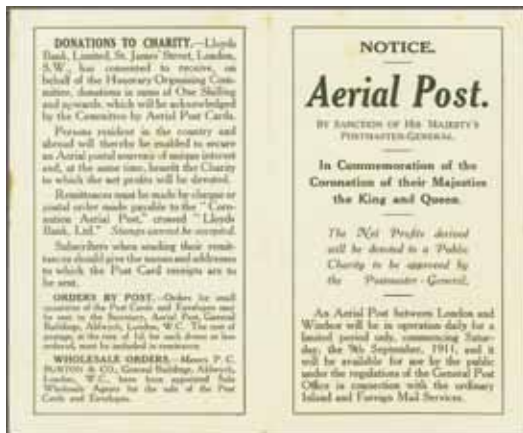 DONATIONS TO CHARITY.—Lloyds
Bank, Limited, St. James' Street, London,
S.W., has consented to receive, on
behalf of the Honorary Organising Com-
mittee, donations in sums of One Shilling
and upwards, which will be acknowledged
by the Committee by Aerial Post Cards.
Persons resident in the country and
abroad will thereby be enabled to secure
an Aerial postal souvenir of unique interest
and, at the same time, benefit the Charity
to which the net profits will be devoted.
Remittances must be made by cheque or
postal order made payable to the "Coro-
nation Aerial Post," crossed "Lloyds
Bank, Ltd." Stamps cannot be accepted.
Subscribers when sending their remit-
tances should give the names and addresses
to which the Post Card receipts are to
be sent.
ORDERS BY POST.—Orders for small
quantities of the Post Cards and Envelopes must
be sent to the Secretary, Aerial Post, General
Buildings, Aldwych, London, W.C. The cost of
postage, at the rate of 1d. for each dozen or less
ordered, must be included in remittance.
WHOLESALE ORDERS.—Messrs P. C.
BURTON & CO., General Buildings, Aldwych,
London, W.C., have been appointed Sole
Wholesale Agents for the sale of the Post
Cards and Envelopes.
NOTICE.
Aerial Post.
BY SANCTION OF HIS MAJESTY'S
POSTMASTER-GENERAL.
In Commemoration of the
Coronation of their Majesties
the King and Queen.
The Net Profits derived
will be devoted to a Public
Charity to be approved by
the Postmaster-General.
An Aerial Post between London and
Windsor will be in operation daily for a
limited period only, commencing Satur-
day, the 9th September, 1911, and it
will be available for use by the public
under the regulations of the General Post
Office in connection with the ordinary
Inland and Foreign Mail Services.